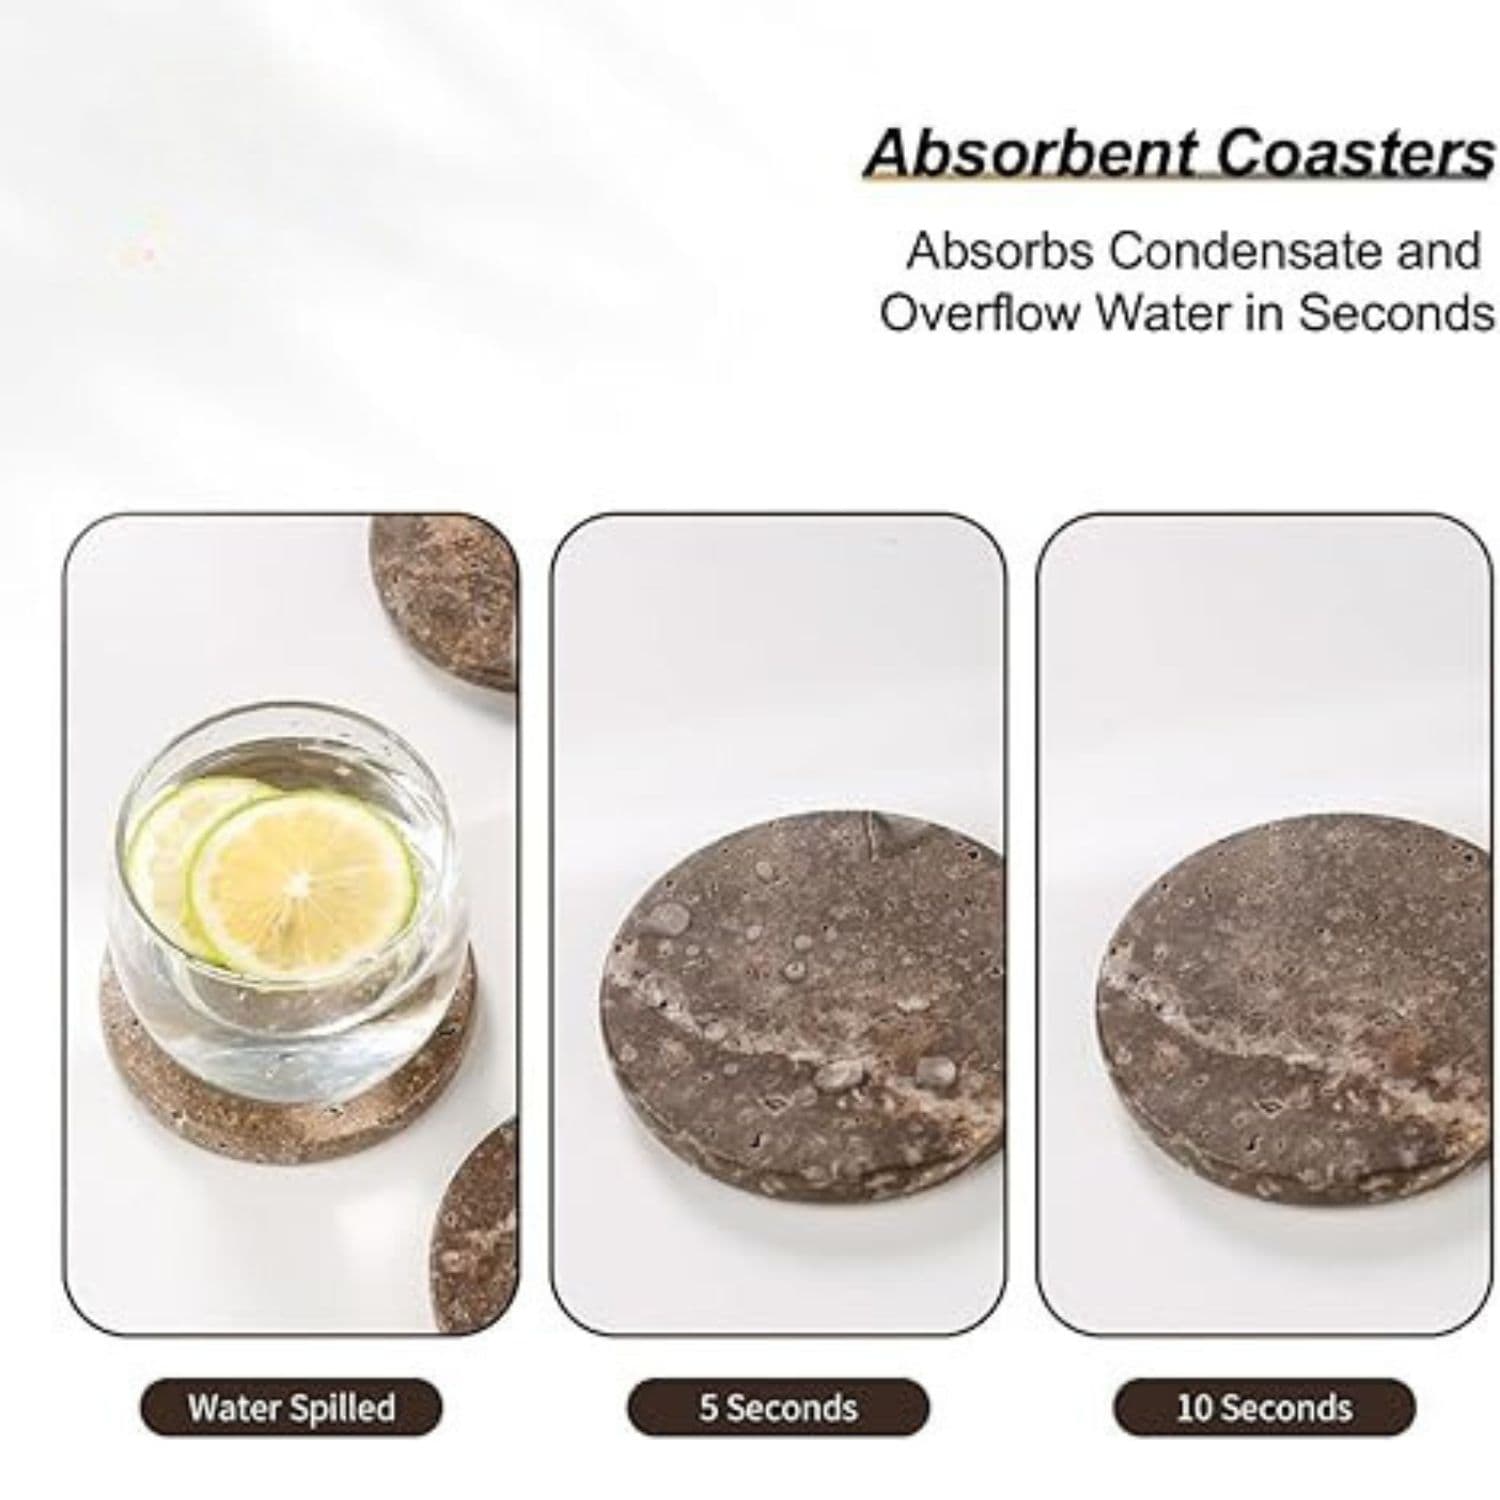 Absorbent Coasters
Absorbs Condensate and
Overflow Water in Seconds
Water Spilled
5 Seconds
10 Seconds